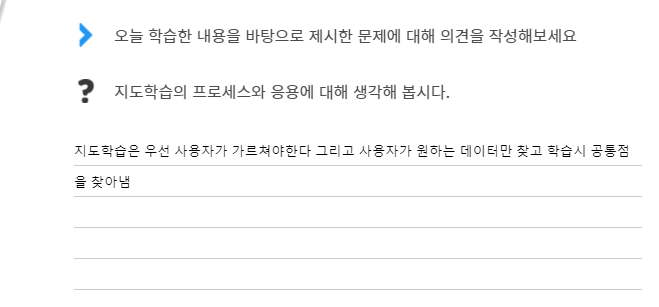 오늘 학습한 내용을 바탕으로 제시한 문제에 대해 의견을 작성해보세요
? 지도학습의 프로세스와 응용에 대해 생각해 봅시다.
지도학습은 우선 사용자가 가르쳐야한다 그리고 사용자가 원하는 데이터만 찾고 학습시 공통점
을 찾아냄